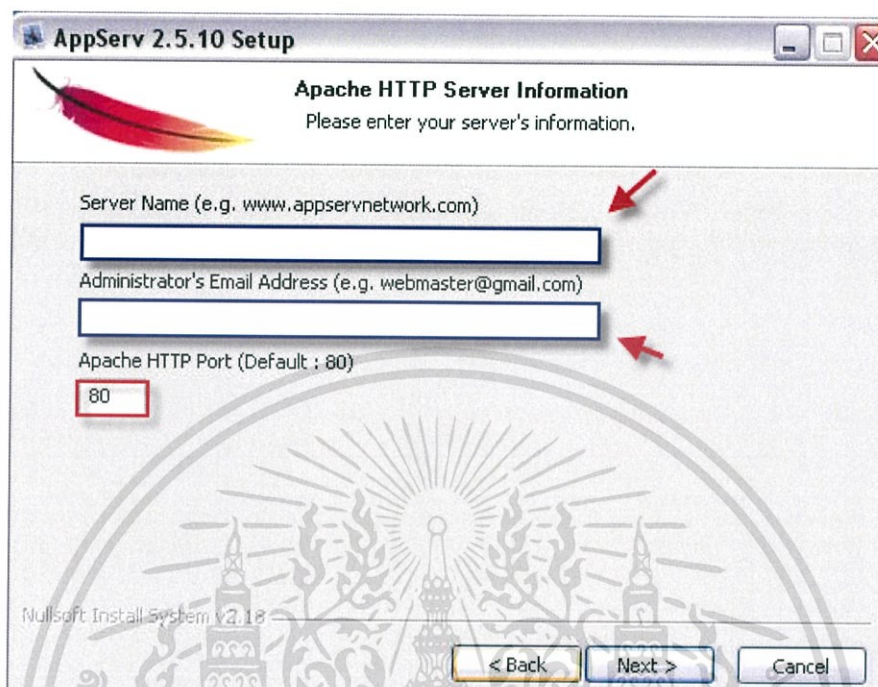 AppServ 2.5.10 Setup
Apache HTTP Server Information
Please enter your server's information.
Server Name (e.g. www.appservnetwork.com)
Administrator's Email Address (e.g. webmaster@gmail.com)
Apache HTTP Port (Default : 80)
80
Nullsoft Install System v2.18
< Back
Next >
Cancel